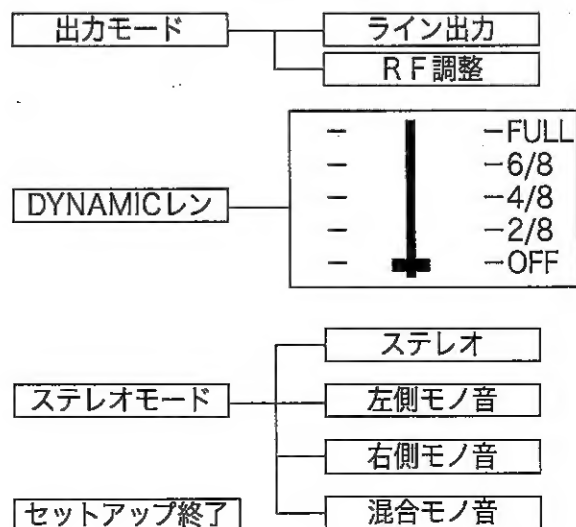 出力モード
ライン出力
ＲＦ調整
DYNAMICレン
– –FULL
– –6/8
– –4/8
– –2/8
– –OFF
ステレオモード
ステレオ
左側モノ音
右側モノ音
混合モノ音
セットアップ終了